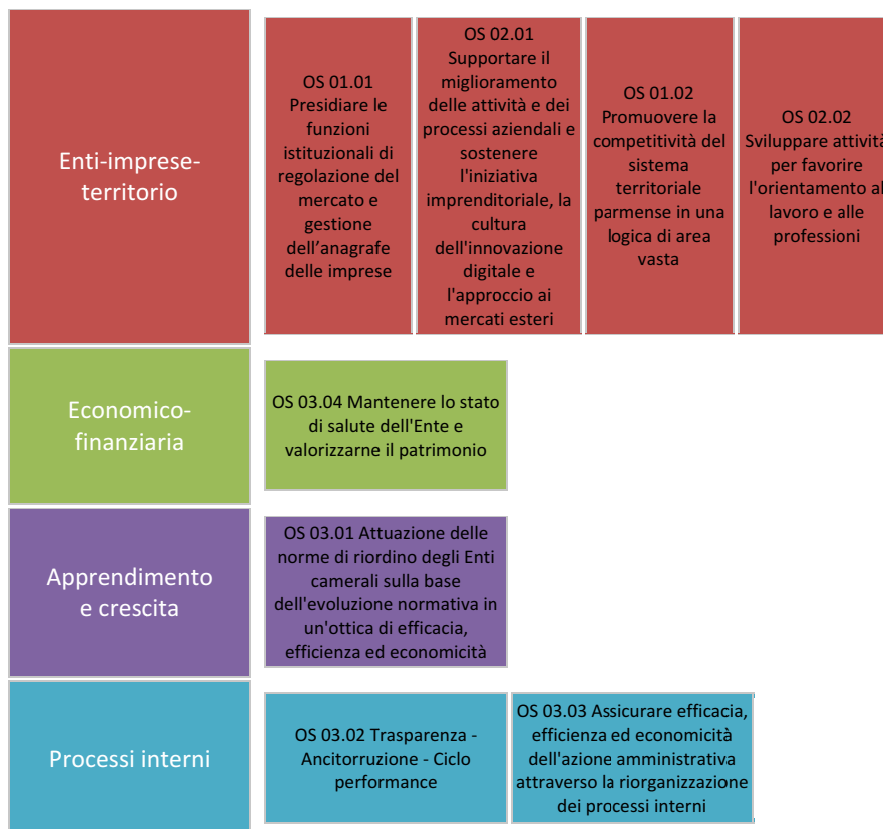 Enti-imprese-
territorio
OS 01.01
Presidiare le
funzioni
istituzionali di
regolazione del
mercato e
gestione
dell’anagrafe
delle imprese
OS 02.01
Supportare il
miglioramento
delle attività e dei
processi aziendali e
sostenere
l'iniziativa
imprenditoriale, la
cultura
dell'innovazione
digitale e
l'approccio ai
mercati esteri
OS 01.02
Promuovere la
competitività del
sistema
territoriale
parmense in una
logica di area
vasta
OS 02.02
Sviluppare attività
per favorire
l'orientamento al
lavoro e alle
professioni
Economico-
finanziaria
OS 03.04 Mantenere lo stato
di salute dell'Ente e
valorizzarne il patrimonio
Apprendimento
e crescita
OS 03.01 Attuazione delle
norme di riordino degli Enti
camerali sulla base
dell'evoluzione normativa in
un'ottica di efficacia,
efficienza ed economicità
Processi interni
OS 03.02 Trasparenza -
Ancitorruzione - Ciclo
performance
OS 03.03 Assicurare efficacia,
efficienza ed economicità
dell'azione amministrativa
attraverso la riorganizzazione
dei processi interni